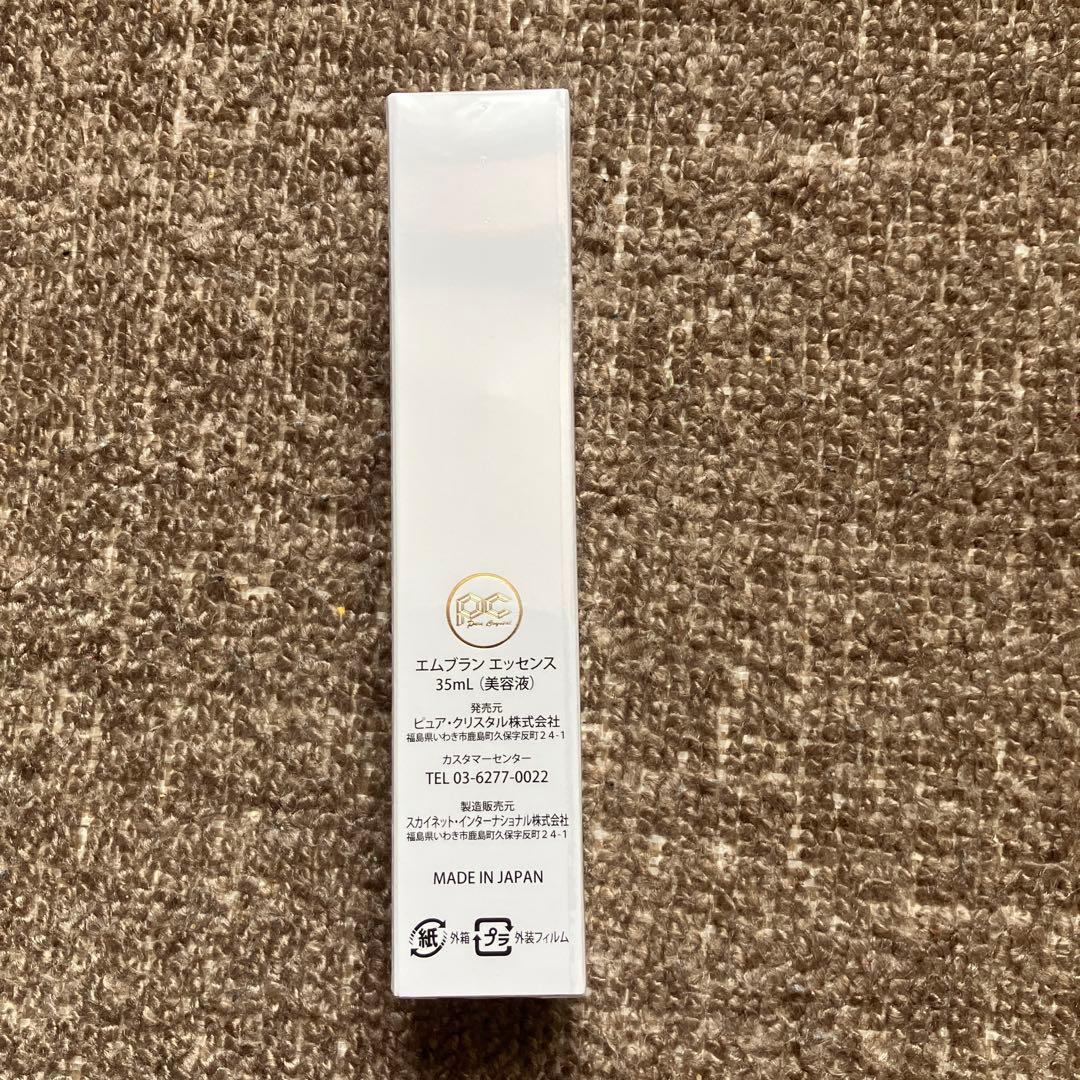 PC
Pure Crystal
エムブラン エッセンス
35mL（美容液）
発売元
ピュア・クリスタル株式会社
福島県いわき市鹿島町久保字反町２４-１
カスタマーセンター
TEL 03-6277-0022
製造販売元
スカイネット・インターナショナル株式会社
福島県いわき市鹿島町久保字反町２４-１
MADE IN JAPAN
紙 外箱 プラ 外装フィルム